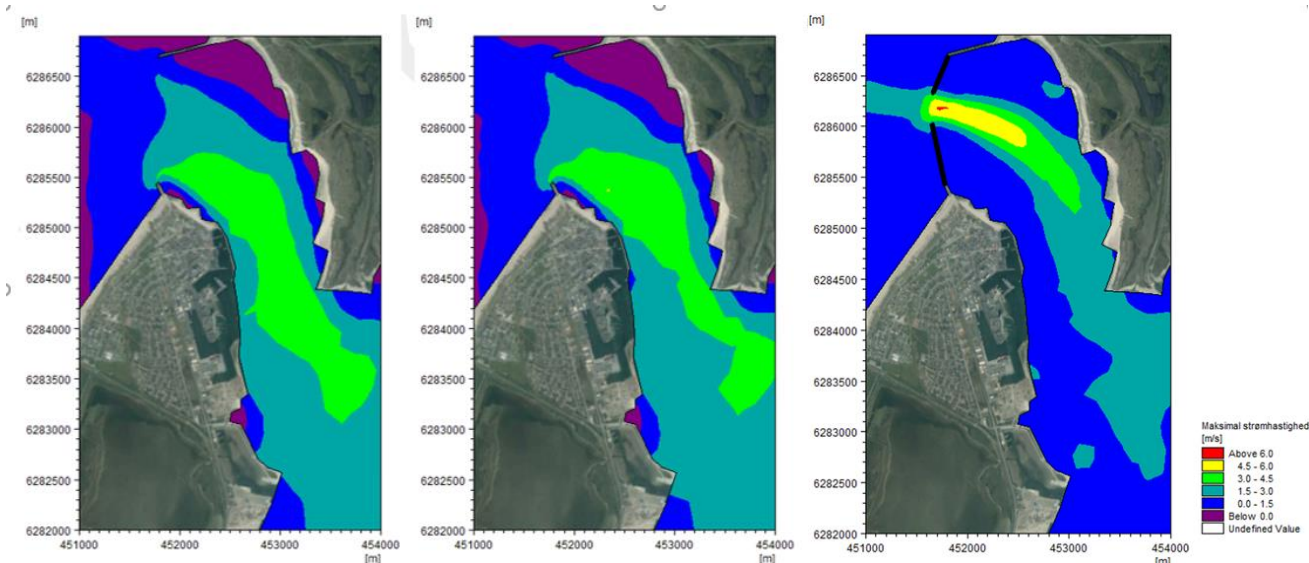 [m]
6286500
6286000
6285500
6285000
6284500
6284000
6283500
6283000
6282500
6282000
451000 452000 453000 454000
[m]
[m]
6286500
6286000
6285500
6285000
6284500
6284000
6283500
6283000
6282500
6282000
451000 452000 453000 454000
[m]
[m]
6286500
6286000
6285500
6285000
6284500
6284000
6283500
6283000
6282500
6282000
451000 452000 453000 454000
[m]
Maksimal strømhastighed
[m/s]
Above 6.0
4.5 - 6.0
3.0 - 4.5
1.5 - 3.0
0.0 - 1.5
Below 0.0
Undefined Value